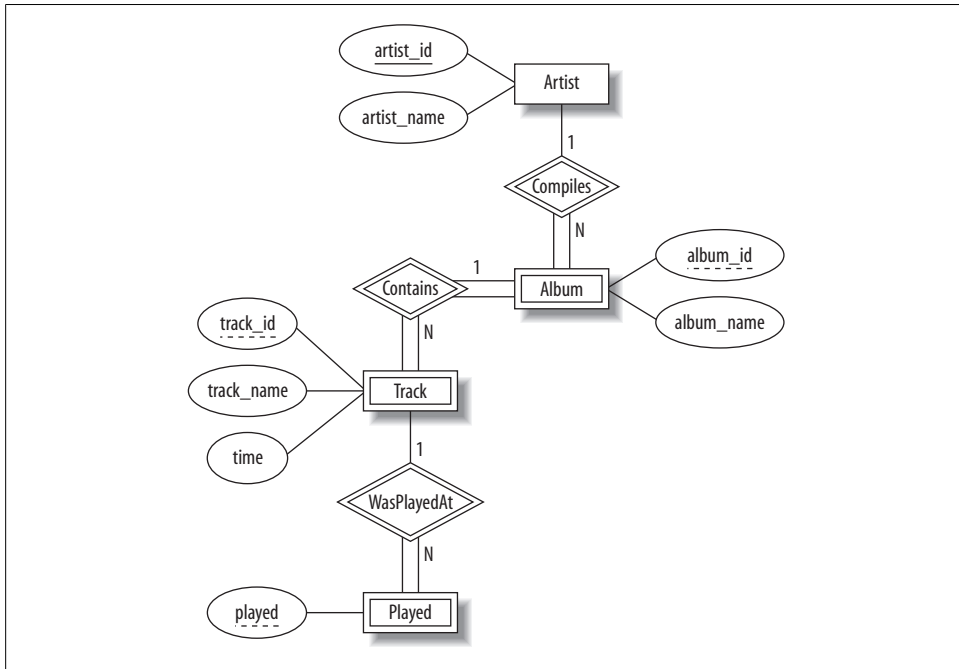 artist_id
Artist
artist_name
1
Compiles
N
album_id
1
Contains
Album
album_name
N
track_id
track_name
Track
time
1
WasPlayedAt
N
played
Played